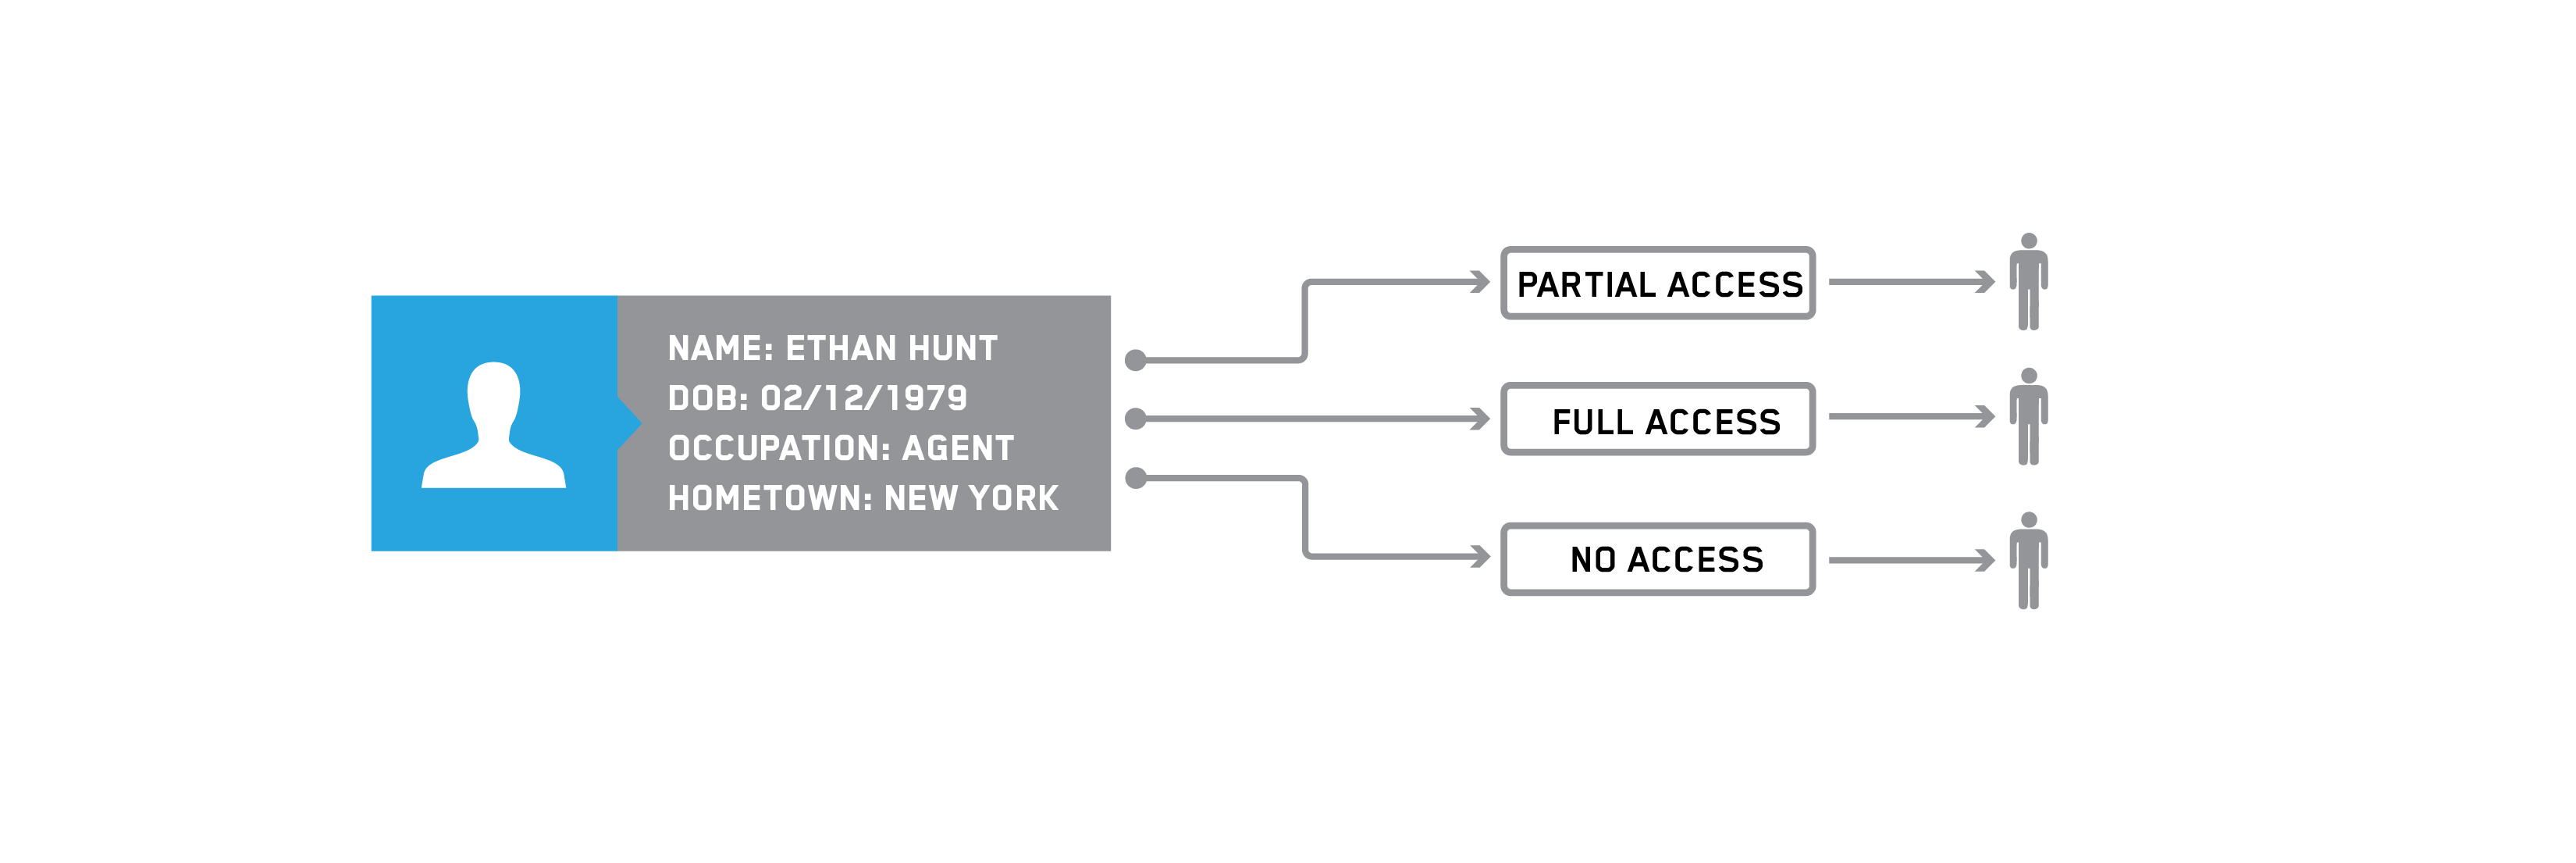 NAME: ETHAN HUNT
DOB: 02/12/1979
OCCUPATION: AGENT
HOMETOWN: NEW YORK
PARTIAL ACCESS
FULL ACCESS
NO ACCESS